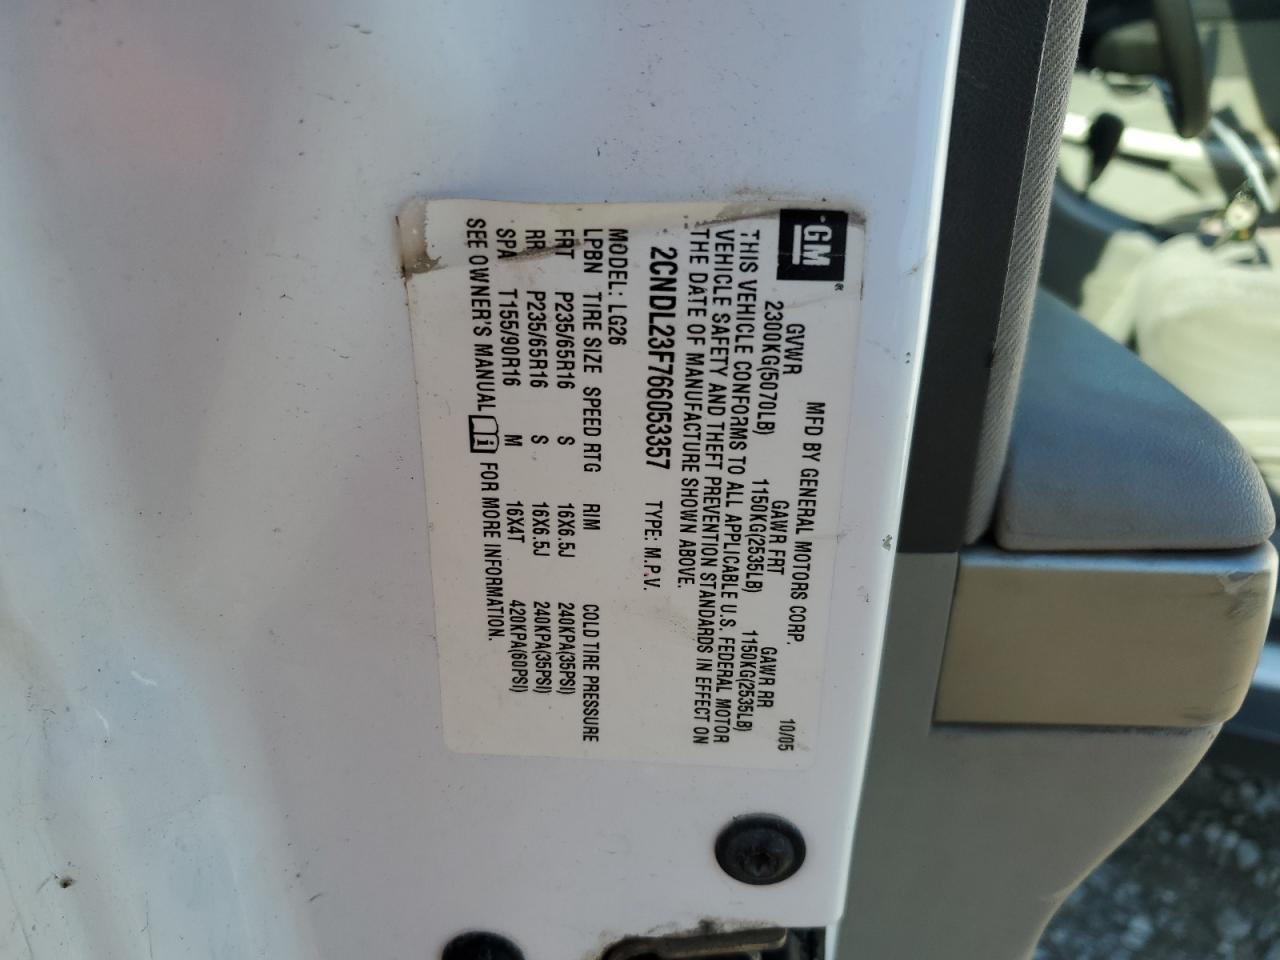 GM ®
MFD BY GENERAL MOTORS CORP. 10/05
GVWR GAWR FRT GAWR RR
2300KG(5070LB) 1150KG(2535LB) 1150KG(2535LB)
THIS VEHICLE CONFORMS TO ALL APPLICABLE U.S. FEDERAL MOTOR
VEHICLE SAFETY AND THEFT PREVENTION STANDARDS IN EFFECT ON
THE DATE OF MANUFACTURE SHOWN ABOVE.
2CNDL23F766053357 TYPE: M.P.V.
MODEL: LG26
LPBN TIRE SIZE SPEED RTG RIM COLD TIRE PRESSURE
FRT P235/65R16 S 16X6.5J 240KPA(35PSI)
RR P235/65R16 S 16X6.5J 240KPA(35PSI)
SPA T155/90R16 M 16X4T 420KPA(60PSI)
SEE OWNER'S MANUAL i FOR MORE INFORMATION.